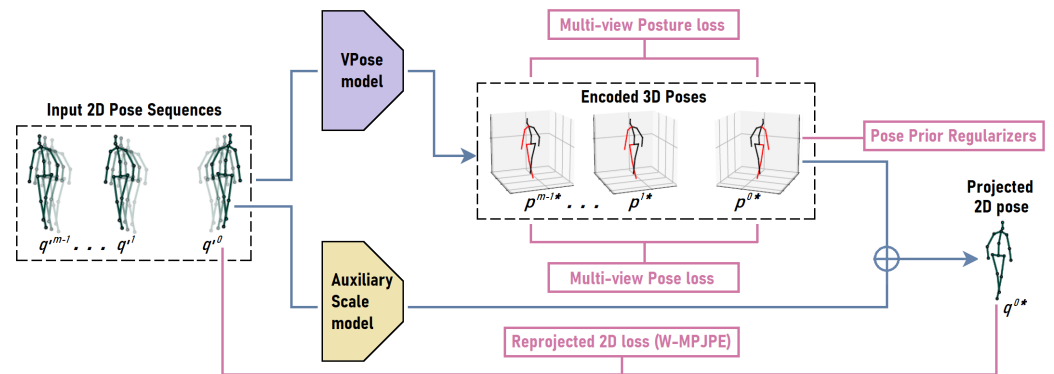 Multi-view Posture loss
VPose
model
Input 2D Pose Sequences
Encoded 3D Poses
Pose Prior Regularizers
p^{m-1*} . . . p^{1*} p^{0*}
Projected
2D pose
q'^{m-1} . . . q'^{1} q'^{0}
Auxiliary
Scale
model
Multi-view Pose loss
q^{0*}
Reprojected 2D loss (W-MPJPE)